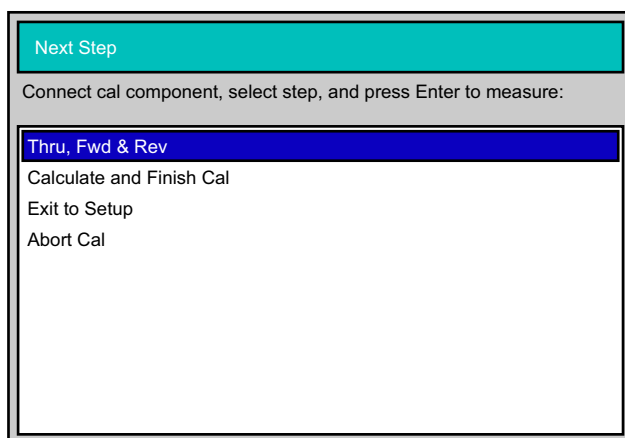 Next Step
Connect cal component, select step, and press Enter to measure:
Thru, Fwd & Rev
Calculate and Finish Cal
Exit to Setup
Abort Cal